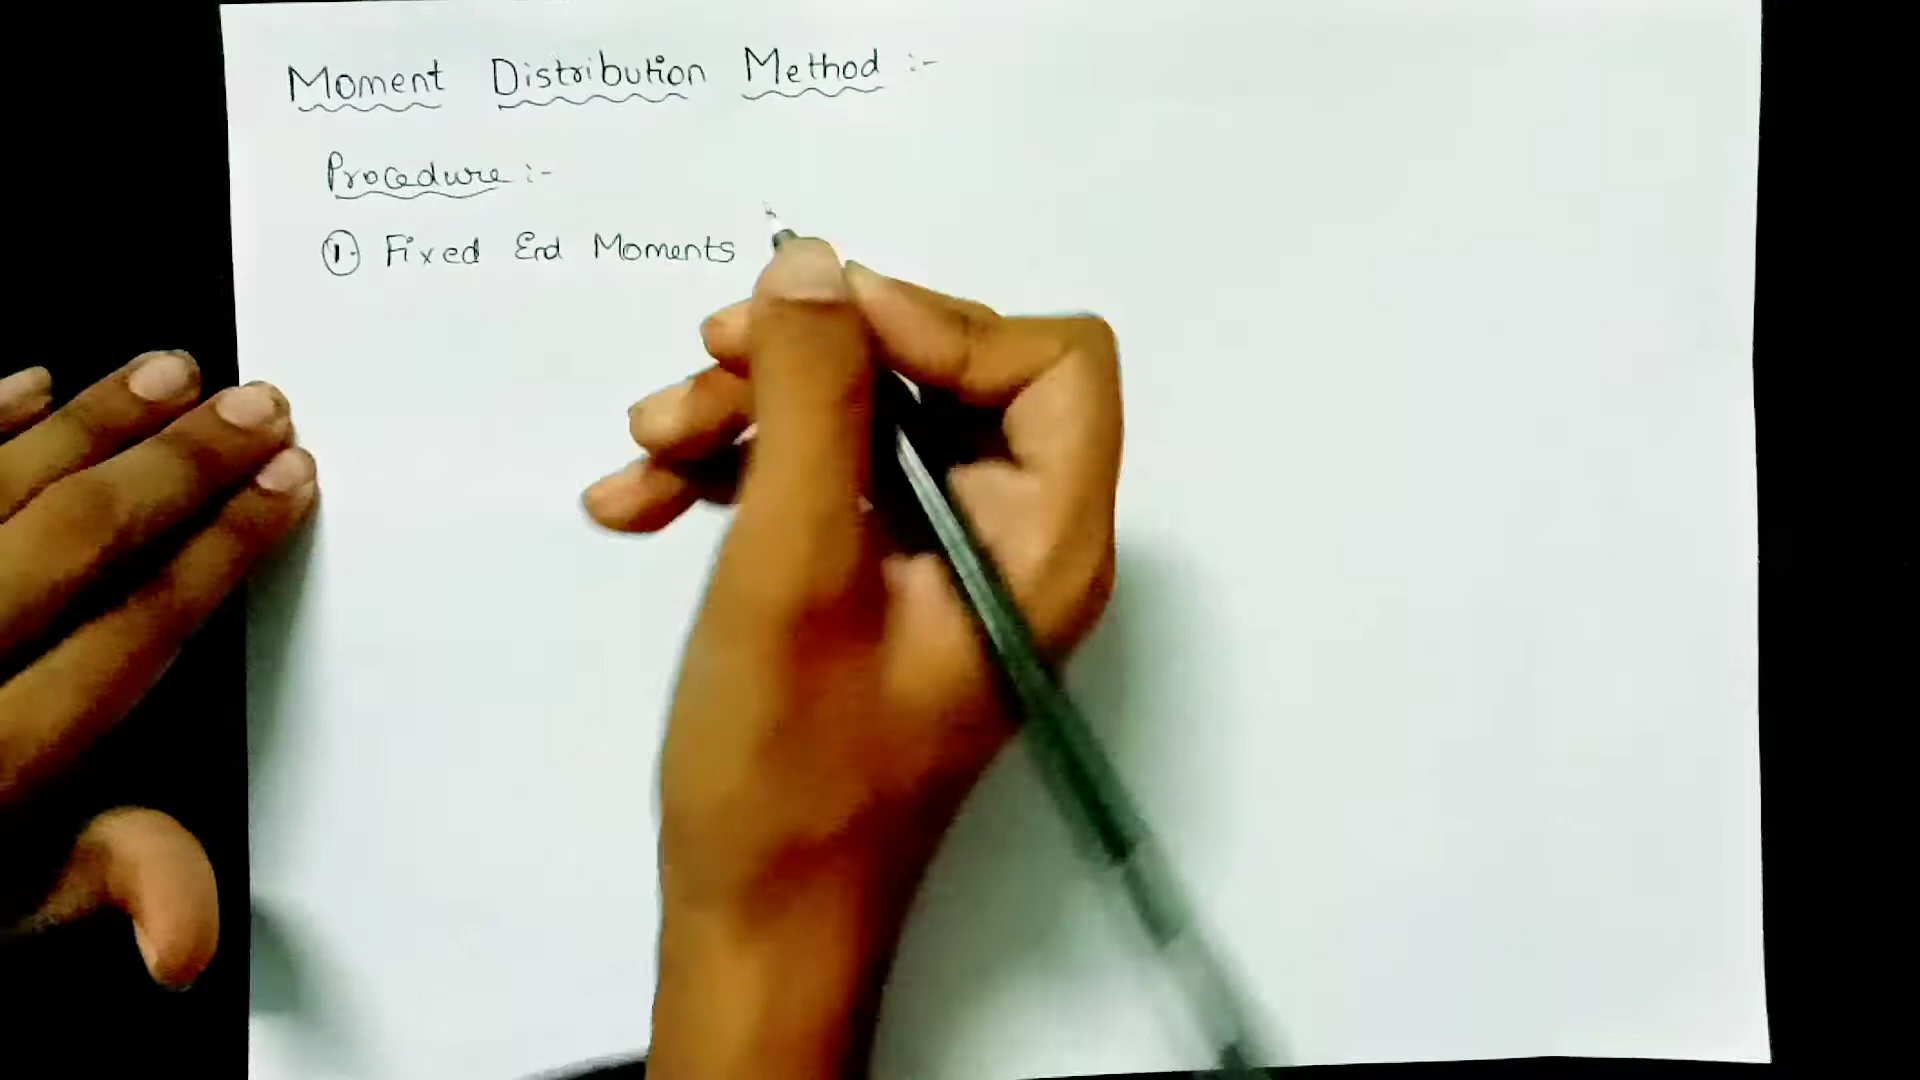 Moment Distribution Method :-
Procedure :-
1. Fixed End Moments